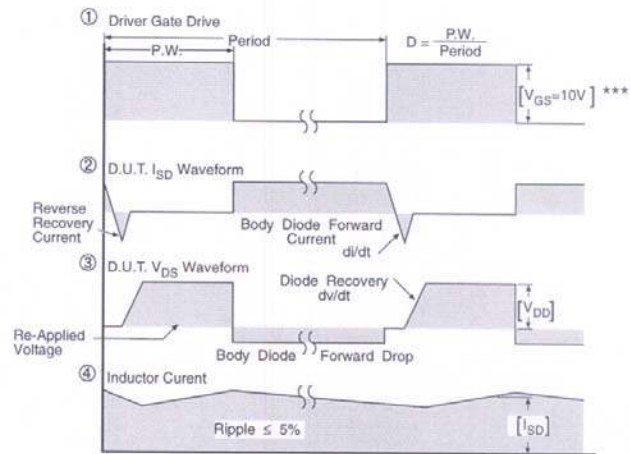 ① Driver Gate Drive
P.W.
Period
D = P.W.
Period
[VGS=10V] ***
② D.U.T. ISD Waveform
Reverse
Recovery
Current
Body Diode Forward
Current
di/dt
③ D.U.T. VDS Waveform
Diode Recovery
dv/dt
Re-Applied
Voltage
[VDD]
Body Diode Forward Drop
④ Inductor Curent
Ripple ≤ 5%
[ISD]